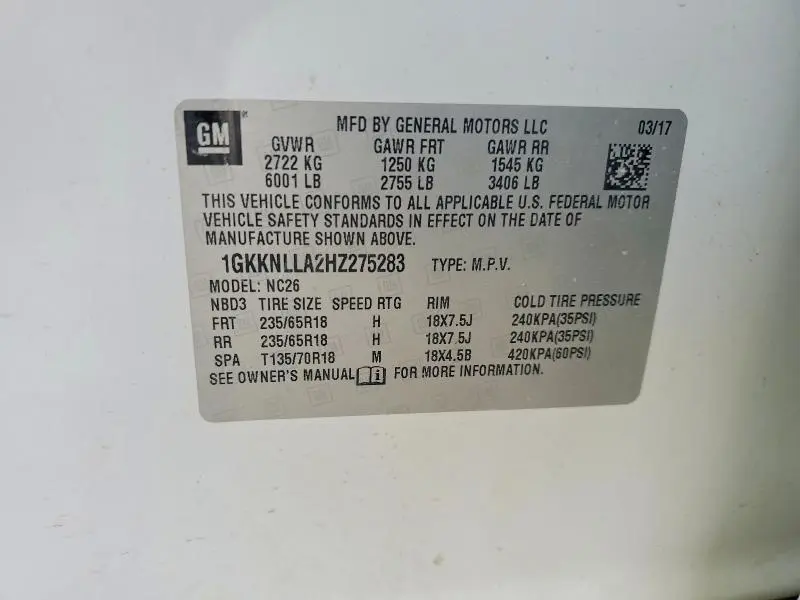 GM
MFD BY GENERAL MOTORS LLC 03/17
GVWR GAWR FRT GAWR RR
2722 KG 1250 KG 1545 KG
6001 LB 2755 LB 3406 LB
THIS VEHICLE CONFORMS TO ALL APPLICABLE U.S. FEDERAL MOTOR
VEHICLE SAFETY STANDARDS IN EFFECT ON THE DATE OF
MANUFACTURE SHOWN ABOVE.
1GKKNLLA2HZ275283 TYPE: M.P.V.
MODEL: NC26
NBD3 TIRE SIZE SPEED RTG RIM COLD TIRE PRESSURE
FRT 235/65R18 H 18X7.5J 240KPA(35PSI)
RR 235/65R18 H 18X7.5J 240KPA(35PSI)
SPA T135/70R18 M 18X4.5B 420KPA(60PSI)
SEE OWNER'S MANUAL FOR MORE INFORMATION.